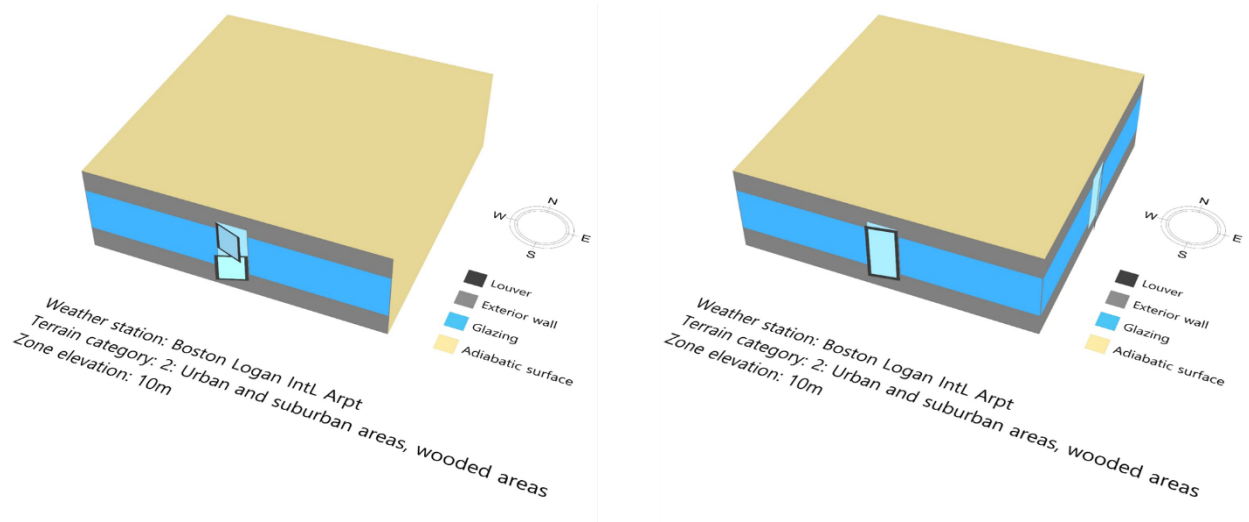 N
W
E
S
Louver
Exterior wall
Glazing
Adiabatic surface
Weather station: Boston Logan IntL Arpt
Terrain category: 2: Urban and suburban areas, wooded areas
Zone elevation: 10m
N
W
E
S
Louver
Exterior wall
Glazing
Adiabatic surface
Weather station: Boston Logan IntL Arpt
Terrain category: 2: Urban and suburban areas, wooded areas
Zone elevation: 10m